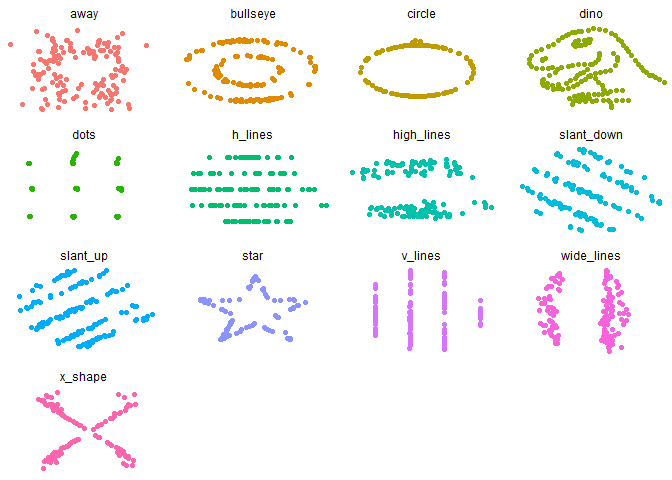 away bullseye circle dino
dots h_lines high_lines slant_down
slant_up star v_lines wide_lines
x_shape